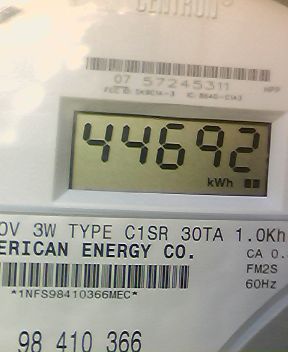 CENTRON
07 57245311
44692
kWh
0V 3W TYPE C1SR 30TA 1.0Kh
ERICAN ENERGY CO.
CA 0.
FM2S
60Hz
*1NFS98410366MEC*
98 410 366